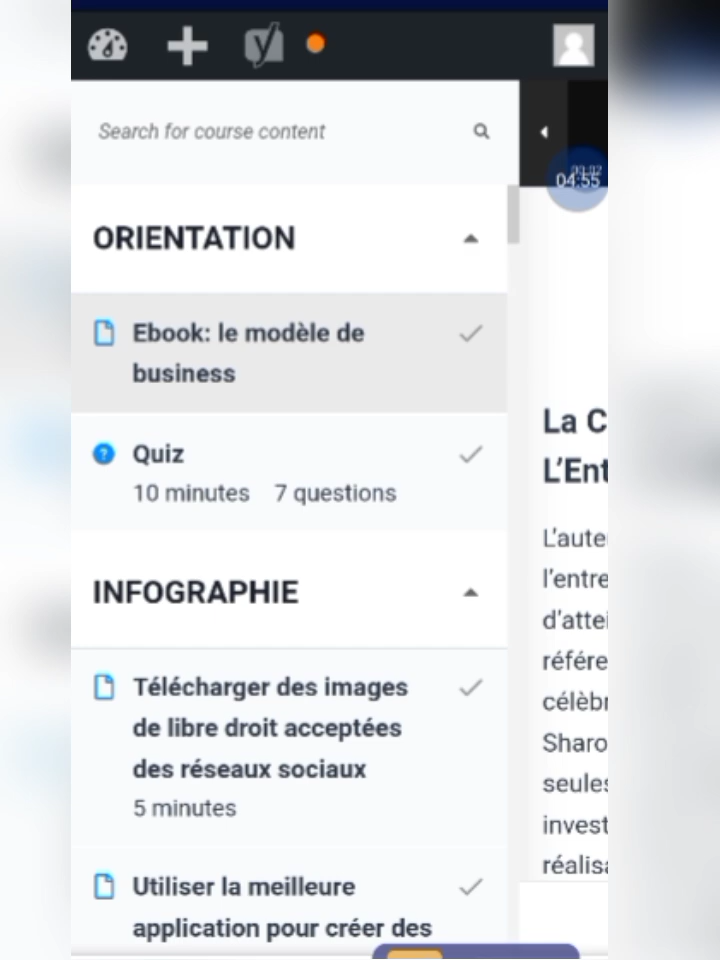 Search for course content
04:55
ORIENTATION
Ebook: le modèle de
business
Quiz
10 minutes 7 questions
INFOGRAPHIE
Télécharger des images
de libre droit acceptées
des réseaux sociaux
5 minutes
Utiliser la meilleure
application pour créer des
La C
L'Ent
L'aute
l'entre
d'attei
référe
célèbr
Sharo
seules
invest
réalisa